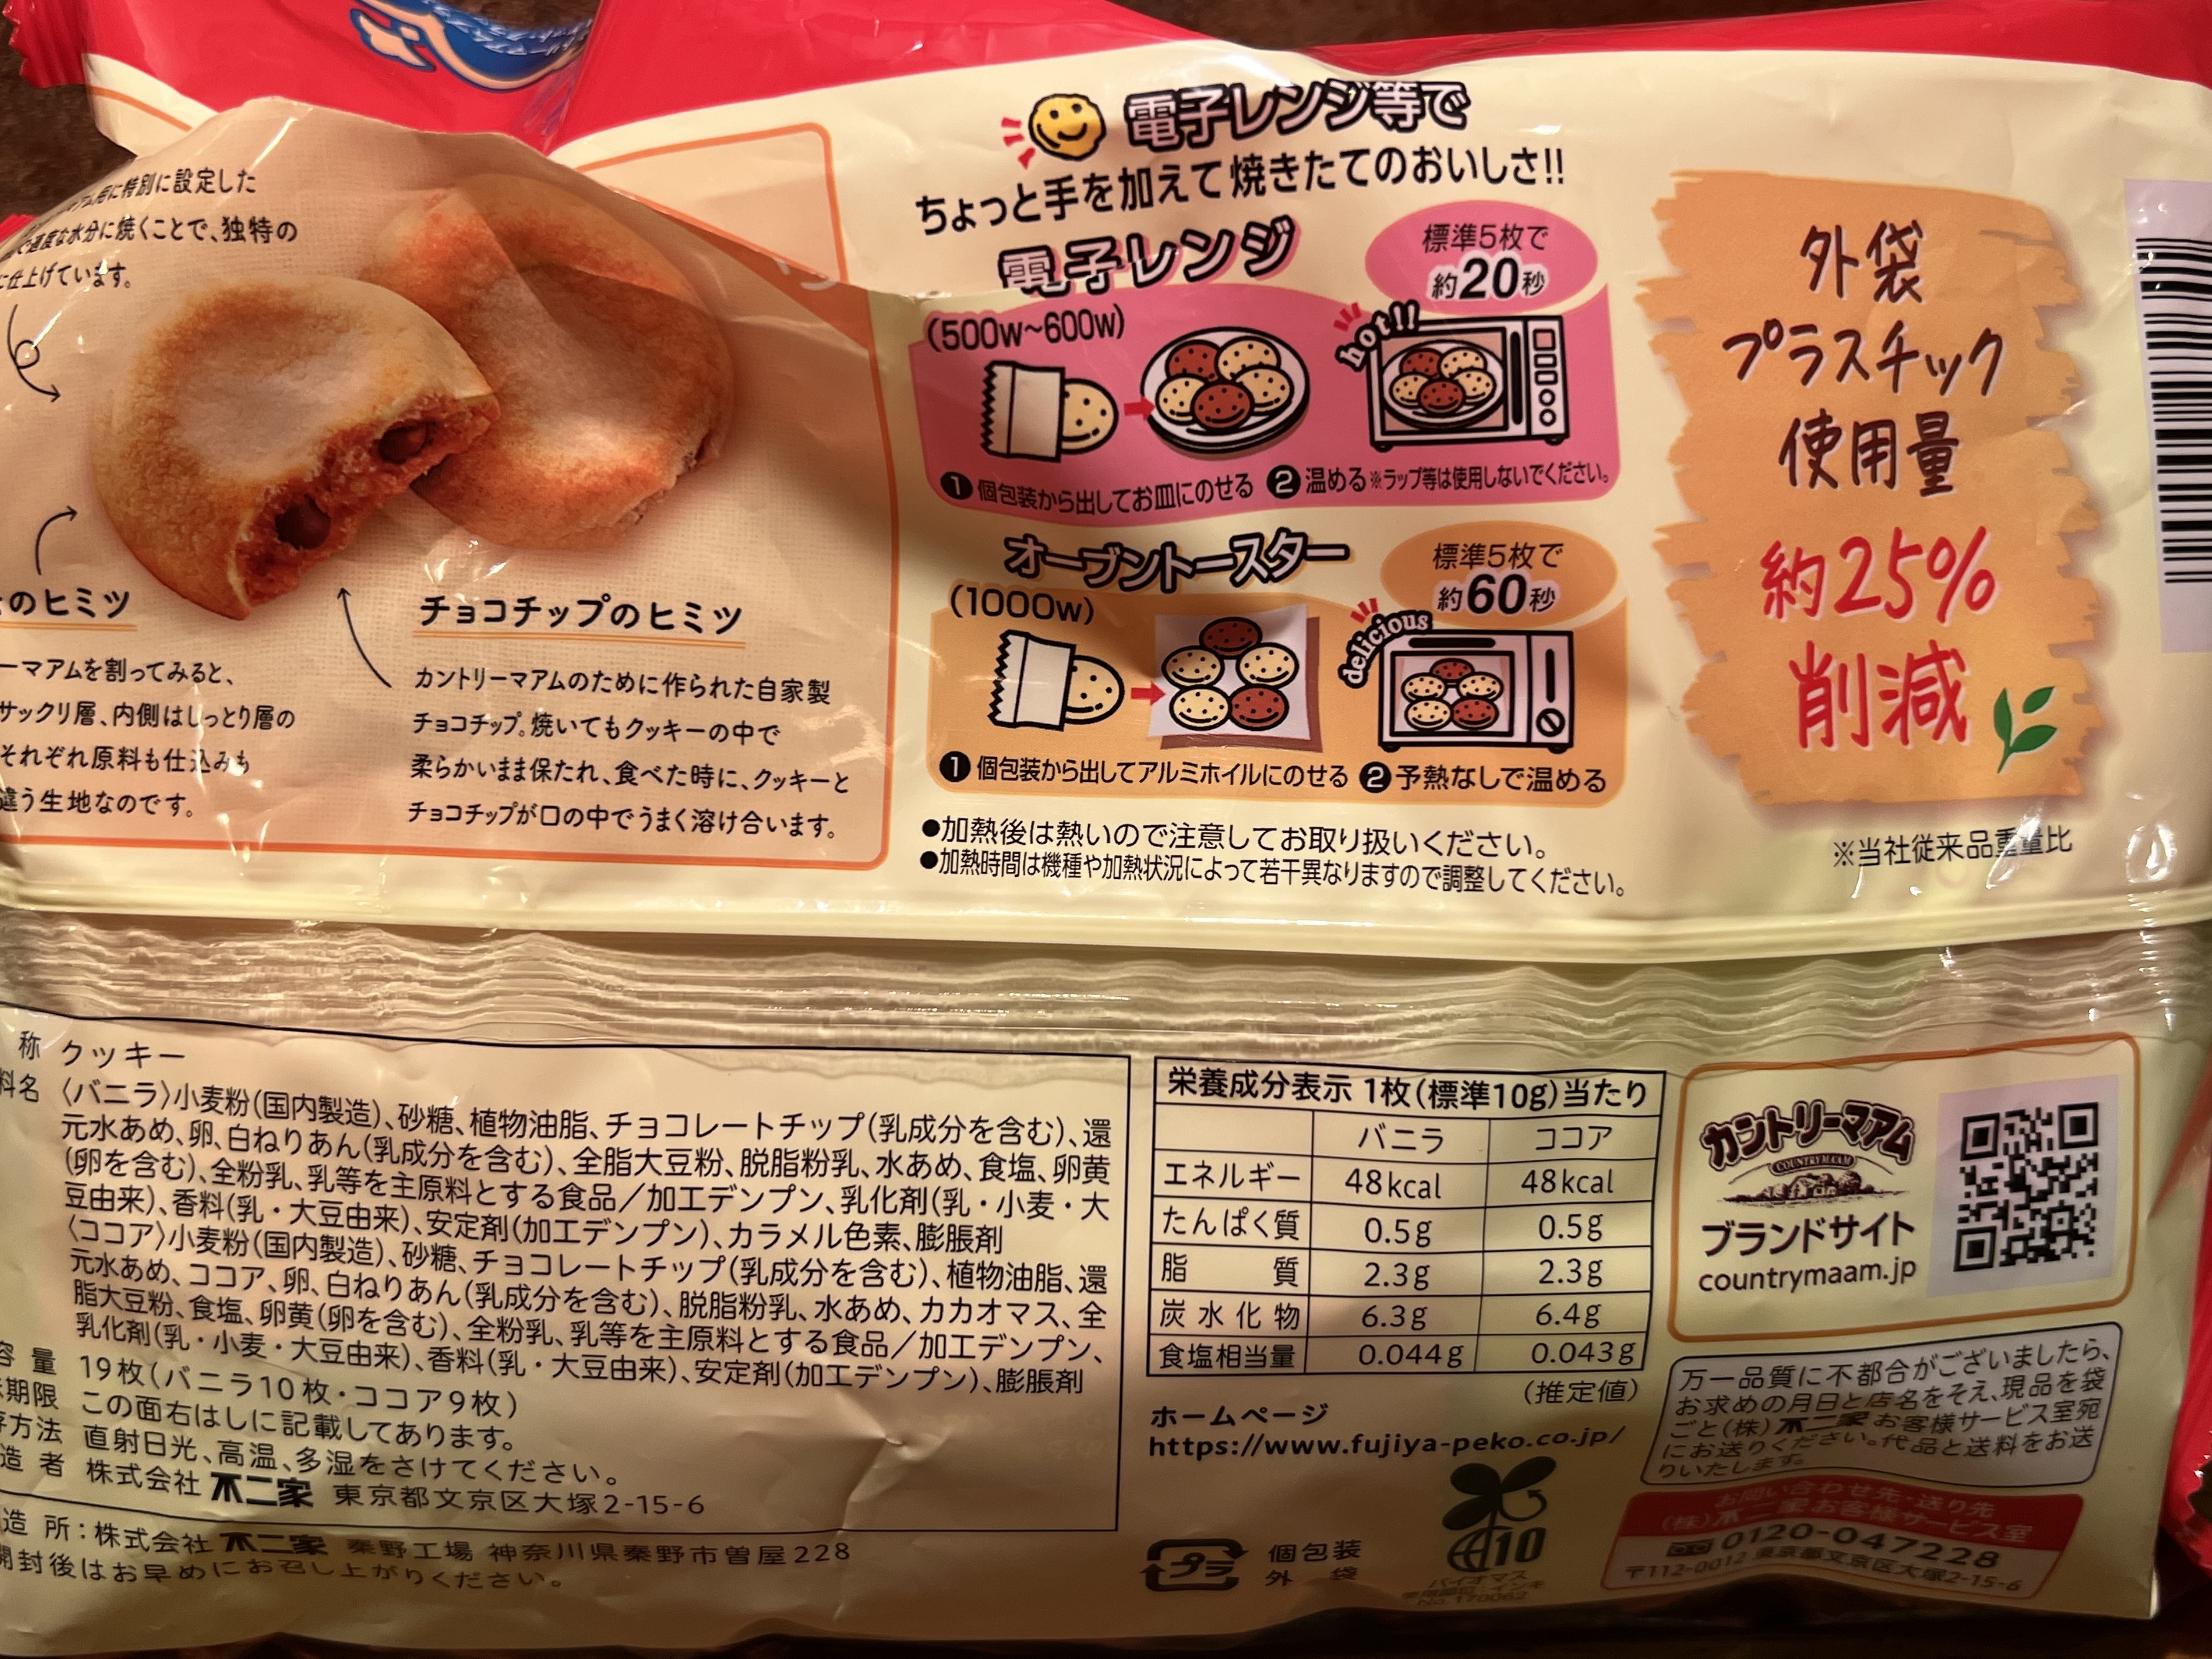 に特別に設定した
適度な水分に焼くことで、独特の
に仕上げています。
のヒミツ
ーマアムを割ってみると、
サックリ層、内側はしっとり層の
それぞれ原料も仕込みも
違う生地なのです。
チョコチップのヒミツ
カントリーマアムのために作られた自家製
チョコチップ。焼いてもクッキーの中で
柔らかいまま保たれ、食べた時に、クッキーと
チョコチップが口の中でうまく溶け合います。
電子レンジ等で
ちょっと手を加えて焼きたてのおいしさ!!
電子レンジ
(500w~600w)
標準5枚で
約20秒
hot!!
❶個包装から出してお皿にのせる ❷温める※ラップ等は使用しないでください。
オーブントースター
(1000w)
標準5枚で
約60秒
delicious
❶個包装から出してアルミホイルにのせる ❷予熱なしで温める
●加熱後は熱いので注意してお取り扱いください。
●加熱時間は機種や加熱状況によって若干異なりますので調整してください。
外袋
プラスチック
使用量
約25%
削減
※当社従来品重量比
称 クッキー
料名 〈バニラ〉小麦粉(国内製造)、砂糖、植物油脂、チョコレートチップ(乳成分を含む)、還
元水あめ、卵、白ねりあん(乳成分を含む)、全脂大豆粉、脱脂粉乳、水あめ、食塩、卵黄
(卵を含む)、全粉乳、乳等を主原料とする食品／加工デンプン、乳化剤(乳・小麦・大
豆由来)、香料(乳・大豆由来)、安定剤(加工デンプン)、カラメル色素、膨脹剤
〈ココア〉小麦粉(国内製造)、砂糖、チョコレートチップ(乳成分を含む)、植物油脂、還
元水あめ、ココア、卵、白ねりあん(乳成分を含む)、脱脂粉乳、水あめ、カカオマス、全
脂大豆粉、食塩、卵黄(卵を含む)、全粉乳、乳等を主原料とする食品／加工デンプン、
乳化剤(乳・小麦・大豆由来)、香料(乳・大豆由来)、安定剤(加工デンプン)、膨脹剤
容 量 19枚(バニラ10枚・ココア9枚)
期限 この面右はしに記載してあります。
存方法 直射日光、高温、多湿をさけてください。
造 者 株式会社 不二家 東京都文京区大塚2-15-6
造 所：株式会社 不二家 秦野工場 神奈川県秦野市曽屋228
開封後はお早めにお召し上がりください。
栄養成分表示 1枚(標準10g)当たり
バニラ ココア
エネルギー 48kcal 48kcal
たんぱく質 0.5g 0.5g
脂 質 2.3g 2.3g
炭水化物 6.3g 6.4g
食塩相当量 0.044g 0.043g
(推定値)
ホームページ
https://www.fujiya-peko.co.jp/
プラ
個包装
外 袋
10
バイオマス
No.170062
カントリーマアム
COUNTRY MAAM
ブランドサイト
countrymaam.jp
万一品質に不都合がございましたら、
お求めの月日と店名をそえ、現品を袋
ごと(株)不二家お客様サービス室宛
にお送りください。代品と送料をお送
りいたします。
お問い合わせ先・送り先
(株)不二家お客様サービス室
0120-047228
〒112-0012 東京都文京区大塚2-15-6